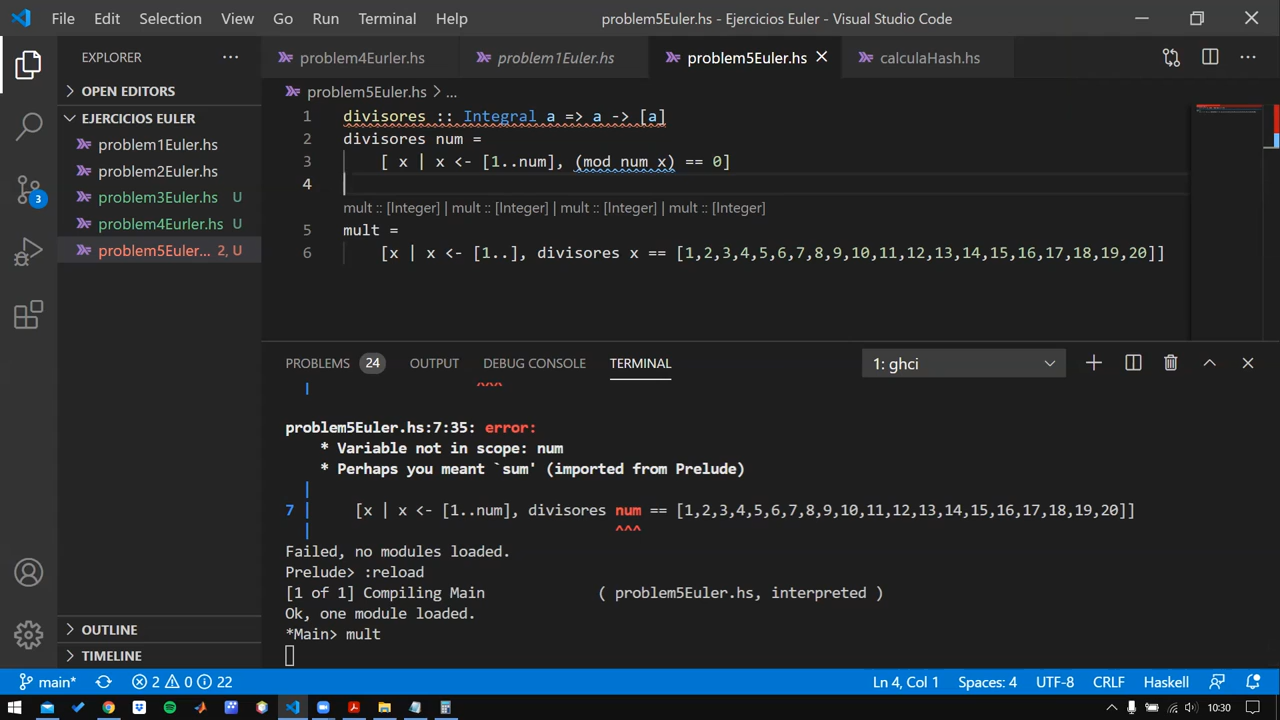 File Edit Selection View Go Run Terminal Help problem5Euler.hs - Ejercicios Euler - Visual Studio Code
EXPLORER
OPEN EDITORS
EJERCICIOS EULER
problem1Euler.hs
problem2Euler.hs
problem3Euler.hs U
problem4Eurler.hs U
problem5Euler... 2, U
OUTLINE
TIMELINE
3
problem4Eurler.hs problem1Euler.hs problem5Euler.hs calculaHash.hs
problem5Euler.hs > ...
1 divisores :: Integral a => a -> [a]
2 divisores num =
3 [ x | x <- [1..num], (mod num x) == 0]
4
mult :: [Integer] | mult :: [Integer] | mult :: [Integer] | mult :: [Integer]
5 mult =
6 [x | x <- [1..], divisores x == [1,2,3,4,5,6,7,8,9,10,11,12,13,14,15,16,17,18,19,20]]
PROBLEMS 24 OUTPUT DEBUG CONSOLE TERMINAL 1: ghci
| ^^^
problem5Euler.hs:7:35: error:
* Variable not in scope: num
* Perhaps you meant `sum' (imported from Prelude)
|
7 | [x | x <- [1..num], divisores num == [1,2,3,4,5,6,7,8,9,10,11,12,13,14,15,16,17,18,19,20]]
| ^^^
Failed, no modules loaded.
Prelude> :reload
[1 of 1] Compiling Main ( problem5Euler.hs, interpreted )
Ok, one module loaded.
*Main> mult
main* 2 0 22 Ln 4, Col 1 Spaces: 4 UTF-8 CRLF Haskell
10:30